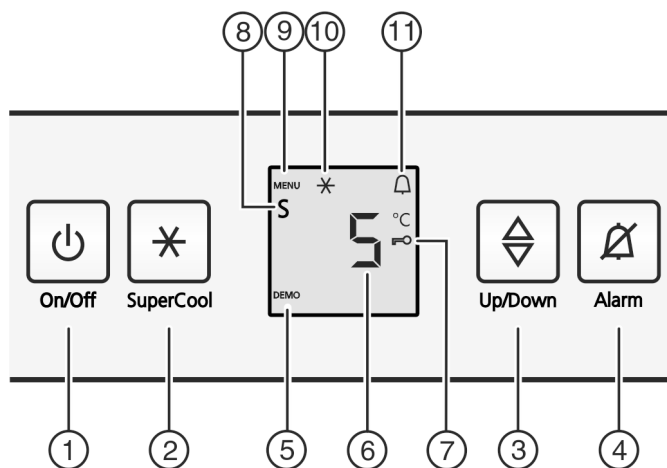 8 9 10 11
MENU
S
5 °C
DEMO
On/Off SuperCool Up/Down Alarm
1 2 5 6 7 3 4